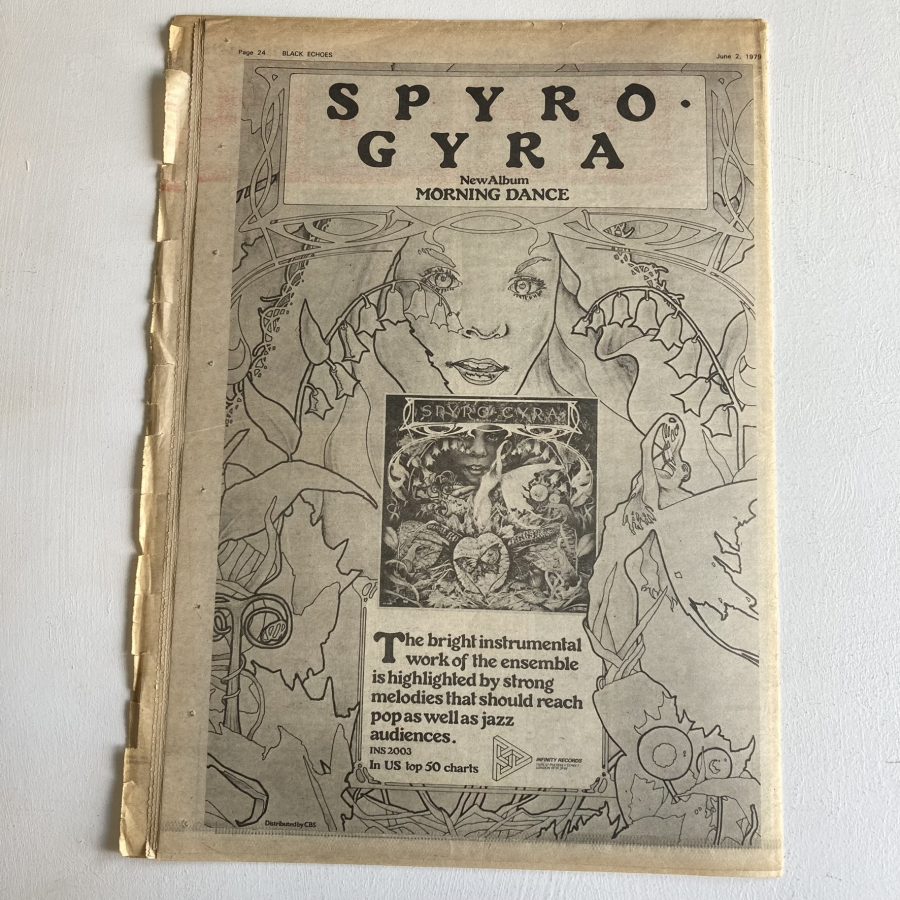 Page 24 BLACK ECHOES June 2, 1979
SPYRO·
GYRA
New Album
MORNING DANCE
SPYRO GYRA
The bright instrumental
work of the ensemble
is highlighted by strong
melodies that should reach
pop as well as jazz
audiences.
INS 2003
In US top 50 charts
INFINITY RECORDS
Distributed by CBS